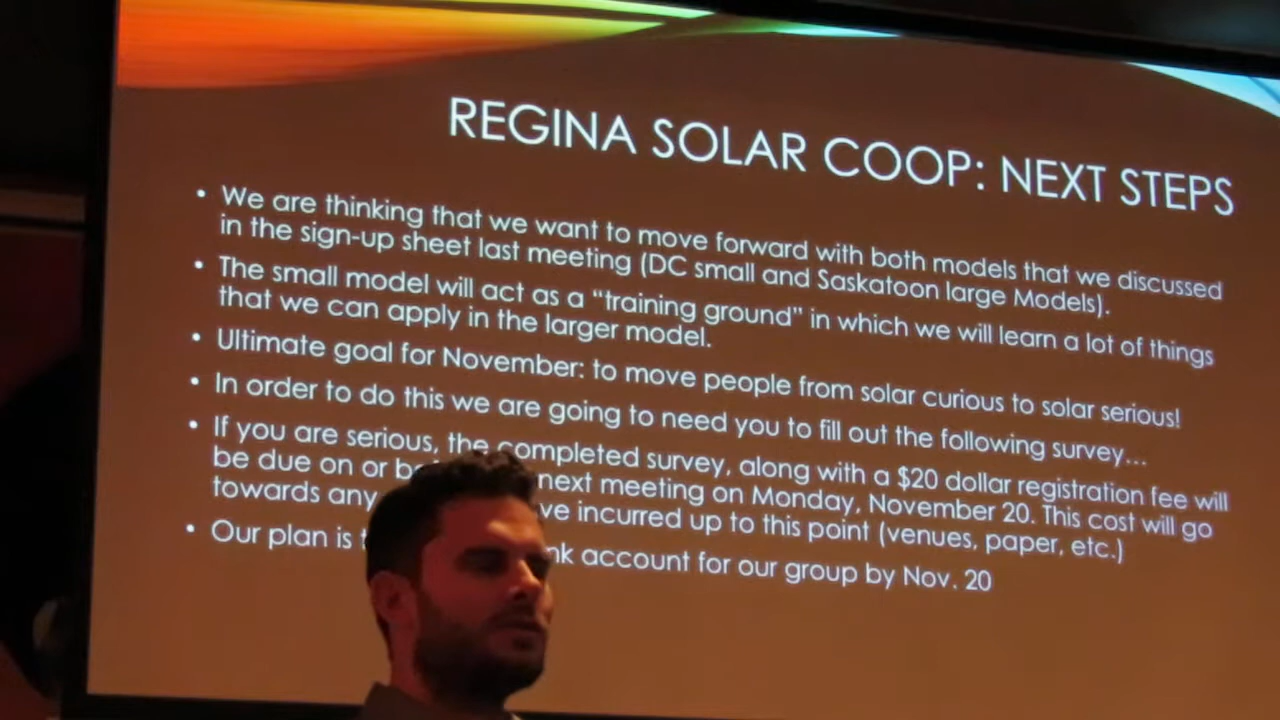 REGINA SOLAR COOP: NEXT STEPS
• We are thinking that we want to move forward with both models that we discussed
in the sign-up sheet last meeting (DC small and Saskatoon large Models).
• The small model will act as a “training ground” in which we will learn a lot of things
that we can apply in the larger model.
• Ultimate goal for November: to move people from solar curious to solar serious!
• In order to do this we are going to need you to fill out the following survey...
• If you are serious, the completed survey, along with a $20 dollar registration fee will
be due on or next meeting on Monday, November 20. This cost will go
towards any incurred up to this point (venues, paper, etc.)
• Our plan is account for our group by Nov. 20